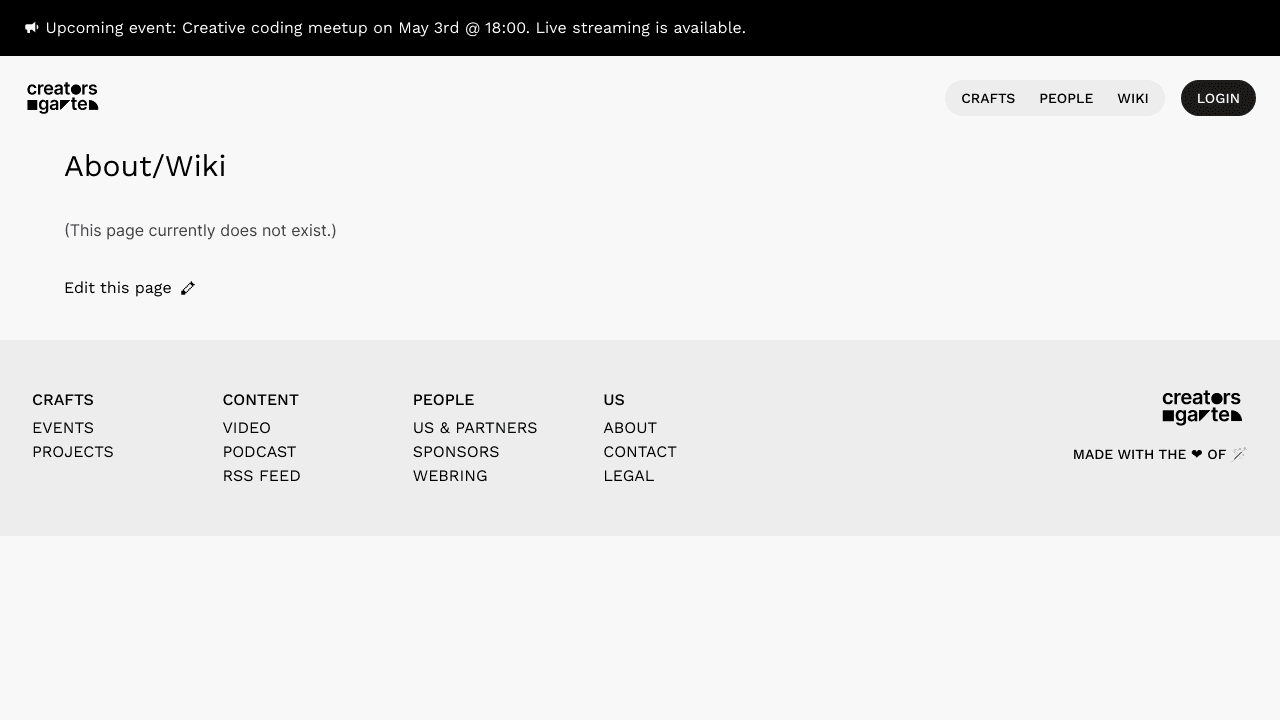 Upcoming event: Creative coding meetup on May 3rd @ 18:00. Live streaming is available.
creators
garten
CRAFTS PEOPLE WIKI LOGIN
About/Wiki
(This page currently does not exist.)
Edit this page
CRAFTS
EVENTS
PROJECTS
CONTENT
VIDEO
PODCAST
RSS FEED
PEOPLE
US & PARTNERS
SPONSORS
WEBRING
US
ABOUT
CONTACT
LEGAL
creators
garten
MADE WITH THE ❤ OF 🪄